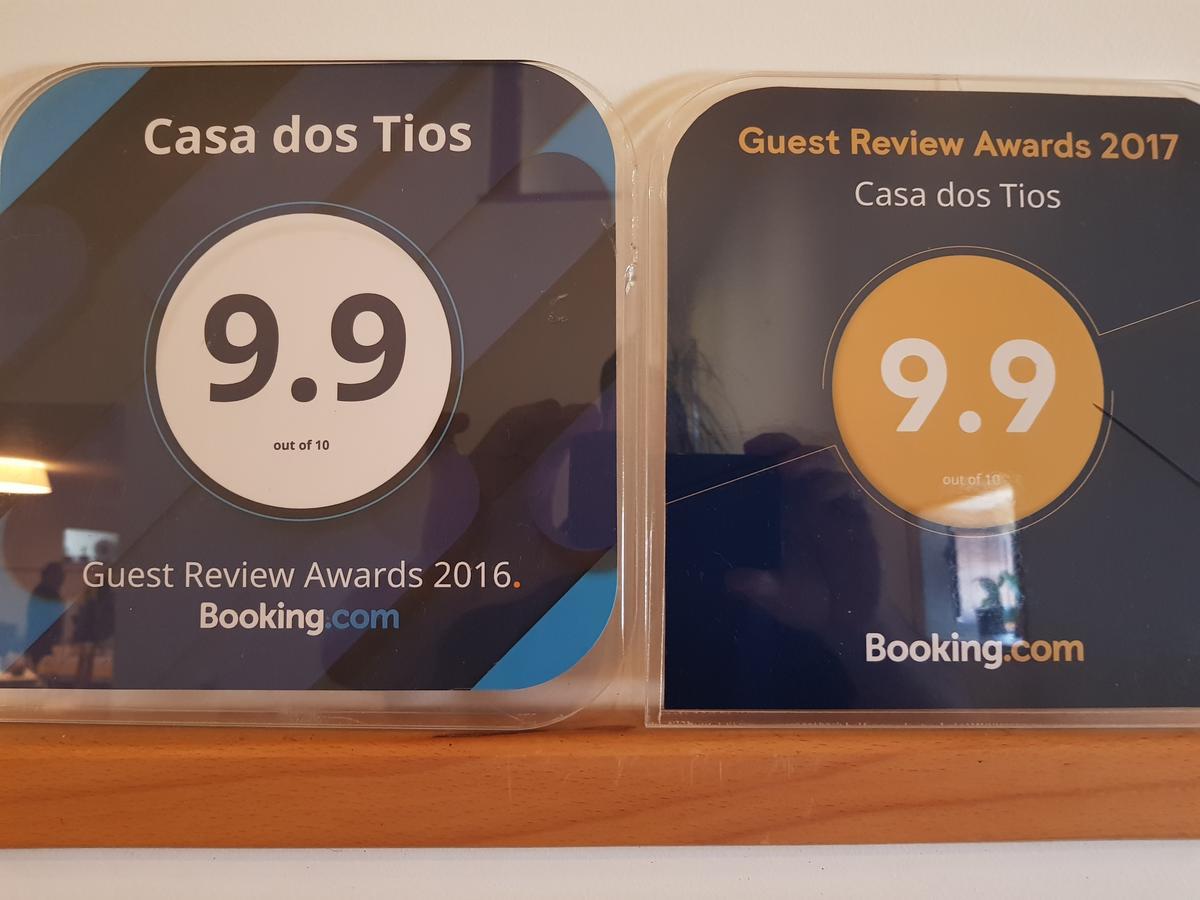 Casa dos Tios
9.9
out of 10
Guest Review Awards 2016.
Booking.com
Guest Review Awards 2017
Casa dos Tios
9.9
out of 10
Booking.com